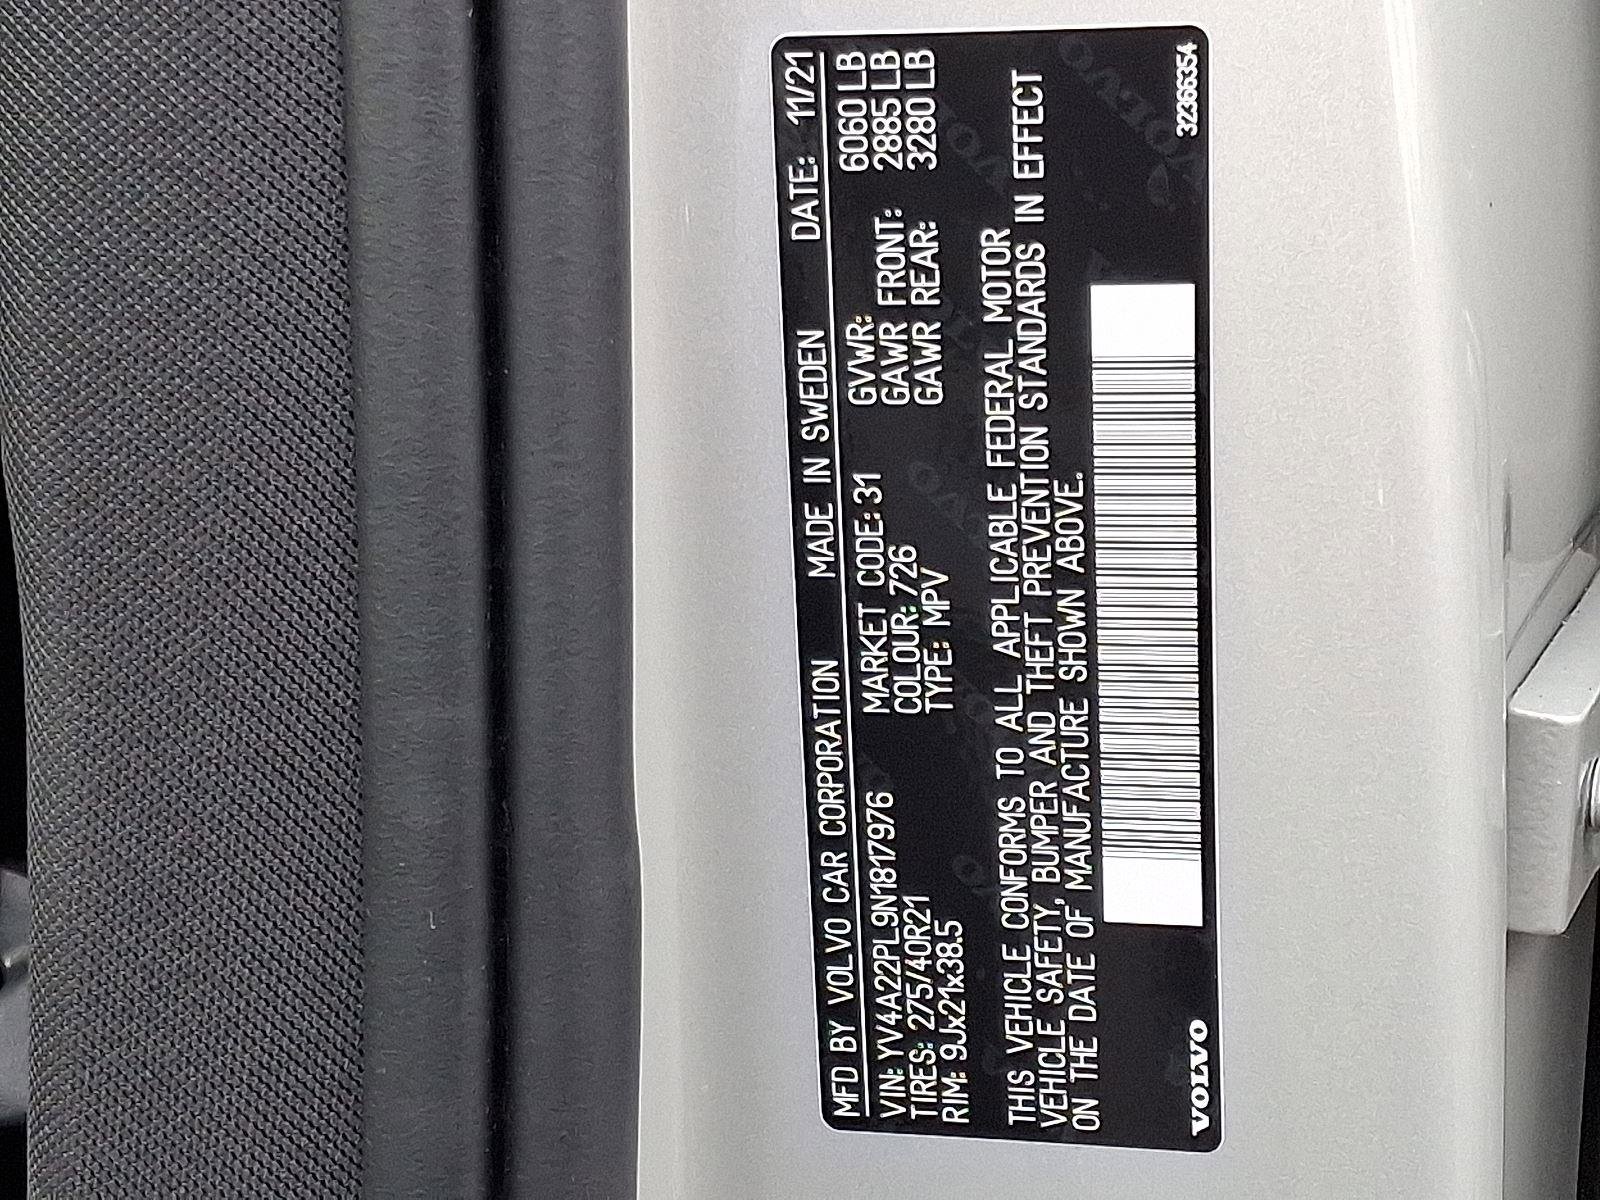 MFD BY VOLVO CAR CORPORATION MADE IN SWEDEN DATE: 11/21
VIN: YV4A22PL9N1817976 MARKET CODE: 31 GVWR: 6060 LB
TIRES: 275/40R21 COLOUR: 726 GAWR FRONT: 2885 LB
RIM: 9Jx21x38.5 TYPE: MPV GAWR REAR: 3280 LB
THIS VEHICLE CONFORMS TO ALL APPLICABLE FEDERAL MOTOR
VEHICLE SAFETY, BUMPER AND THEFT PREVENTION STANDARDS IN EFFECT
ON THE DATE OF MANUFACTURE SHOWN ABOVE.
VOLVO 32366354